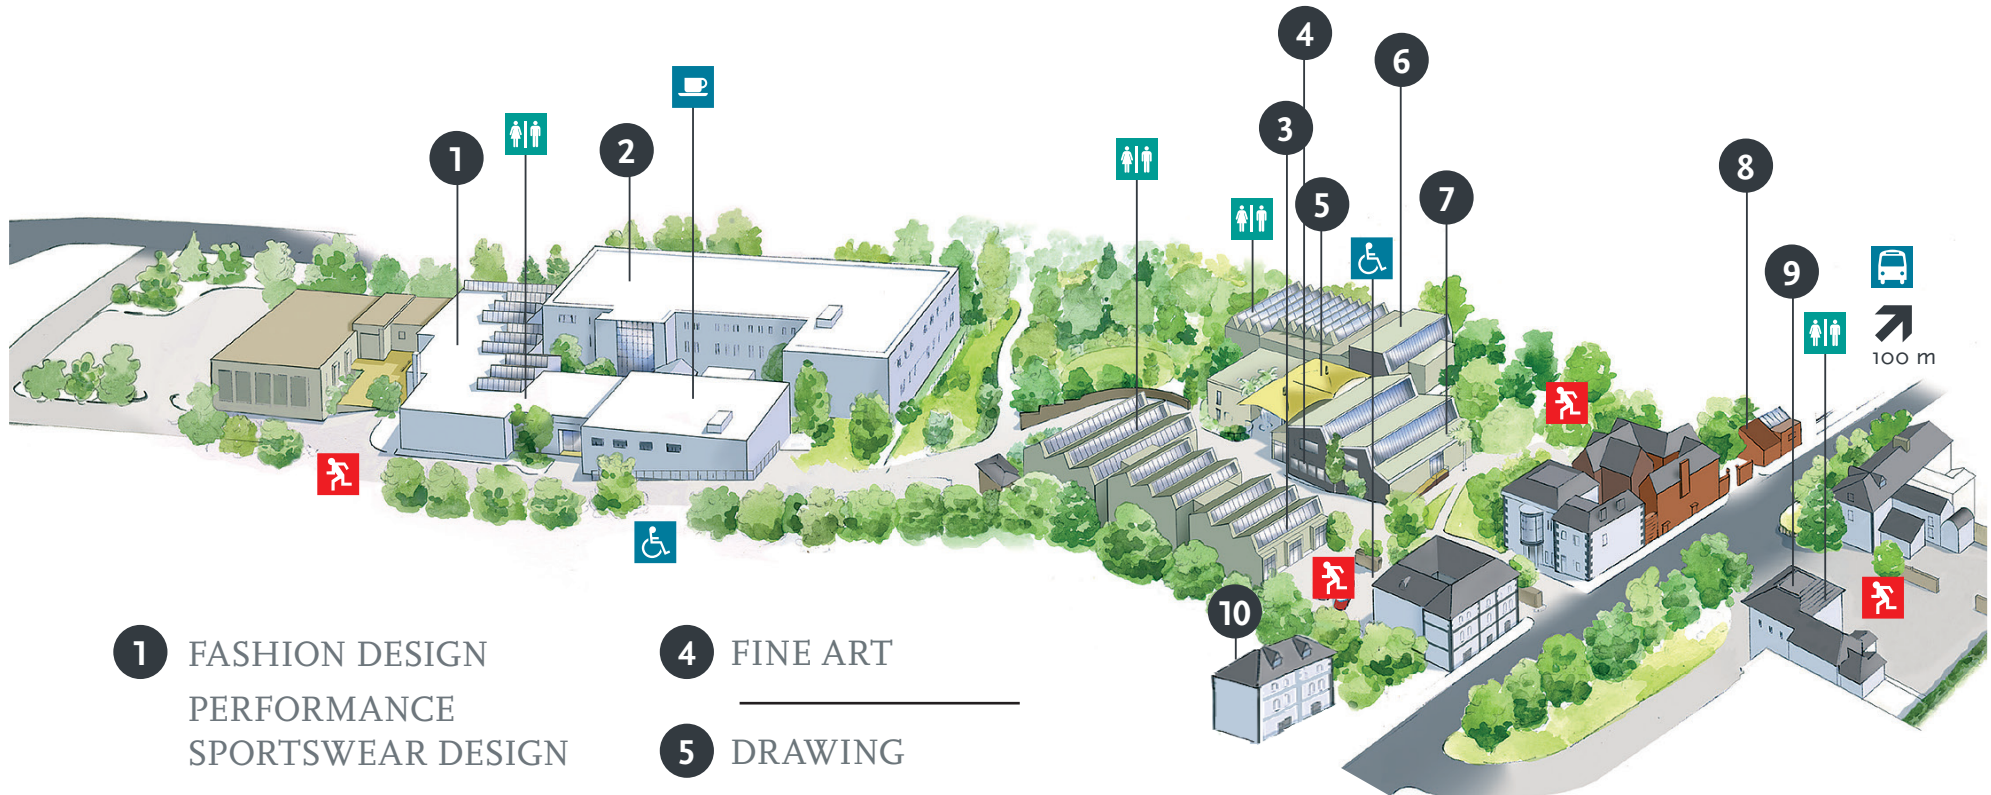 4
6
3
1
2
8
5
7
9
100 m
10
1 FASHION DESIGN
PERFORMANCE
SPORTSWEAR DESIGN
4 FINE ART
5 DRAWING